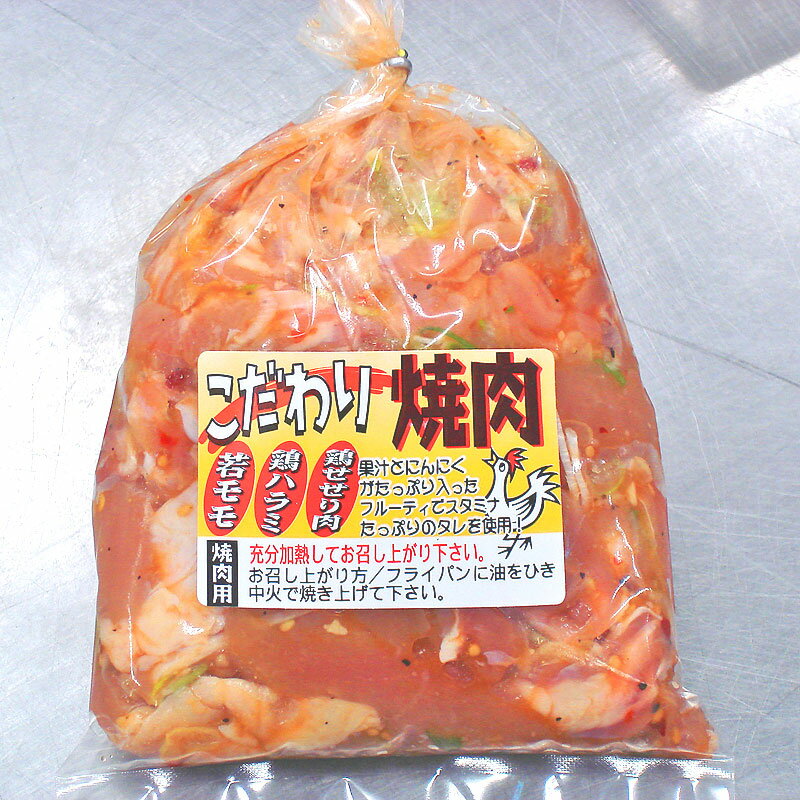 こだわり 焼肉
若モモ
鶏ハラミ
鶏せせり肉
果汁とにんにく
がたっぷり入った
フルーティでスタミナ
たっぷりのタレを使用!
焼肉用
充分加熱してお召し上がり下さい。
お召し上がり方/フライパンに油をひき
中火で焼き上げて下さい。